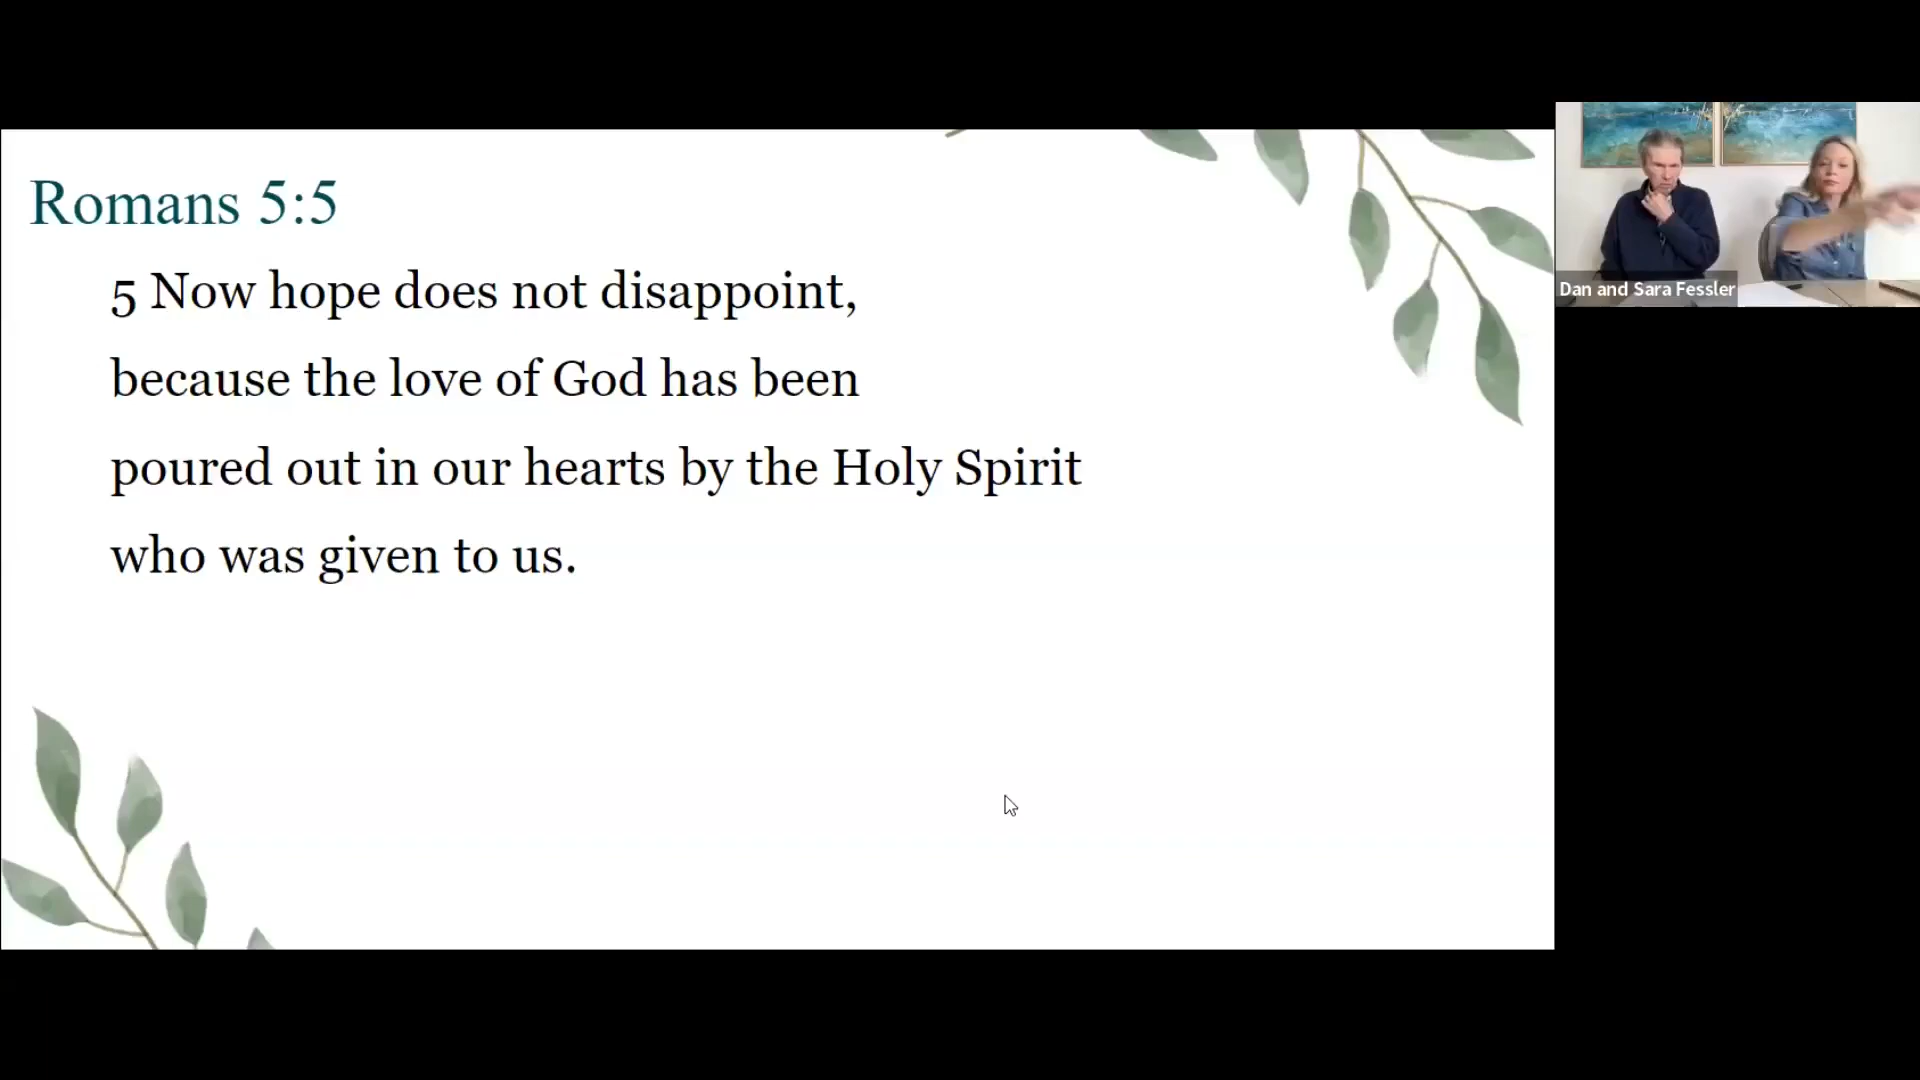 Romans 5:5
5 Now hope does not disappoint,
because the love of God has been
poured out in our hearts by the Holy Spirit
who was given to us.
Dan and Sara Fessler